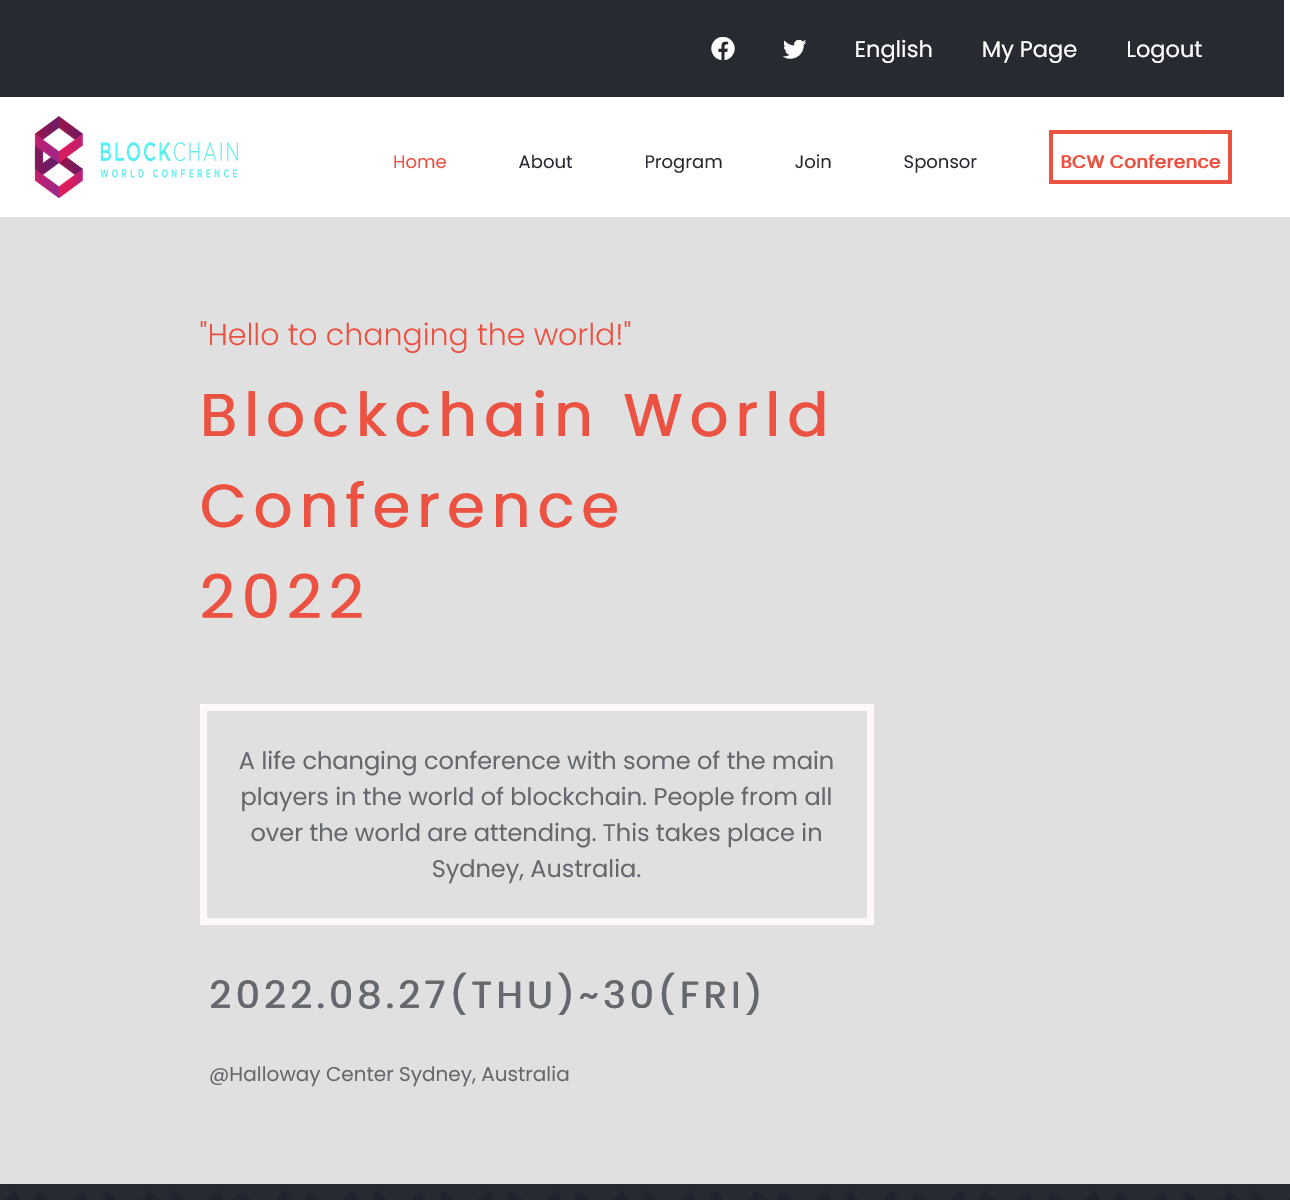 English My Page Logout
BLOCKCHAIN
WORLD CONFERENCE
Home About Program Join Sponsor BCW Conference
"Hello to changing the world!"
Blockchain World
Conference
2022
A life changing conference with some of the main
players in the world of blockchain. People from all
over the world are attending. This takes place in
Sydney, Australia.
2022.08.27(THU)~30(FRI)
@Halloway Center Sydney, Australia